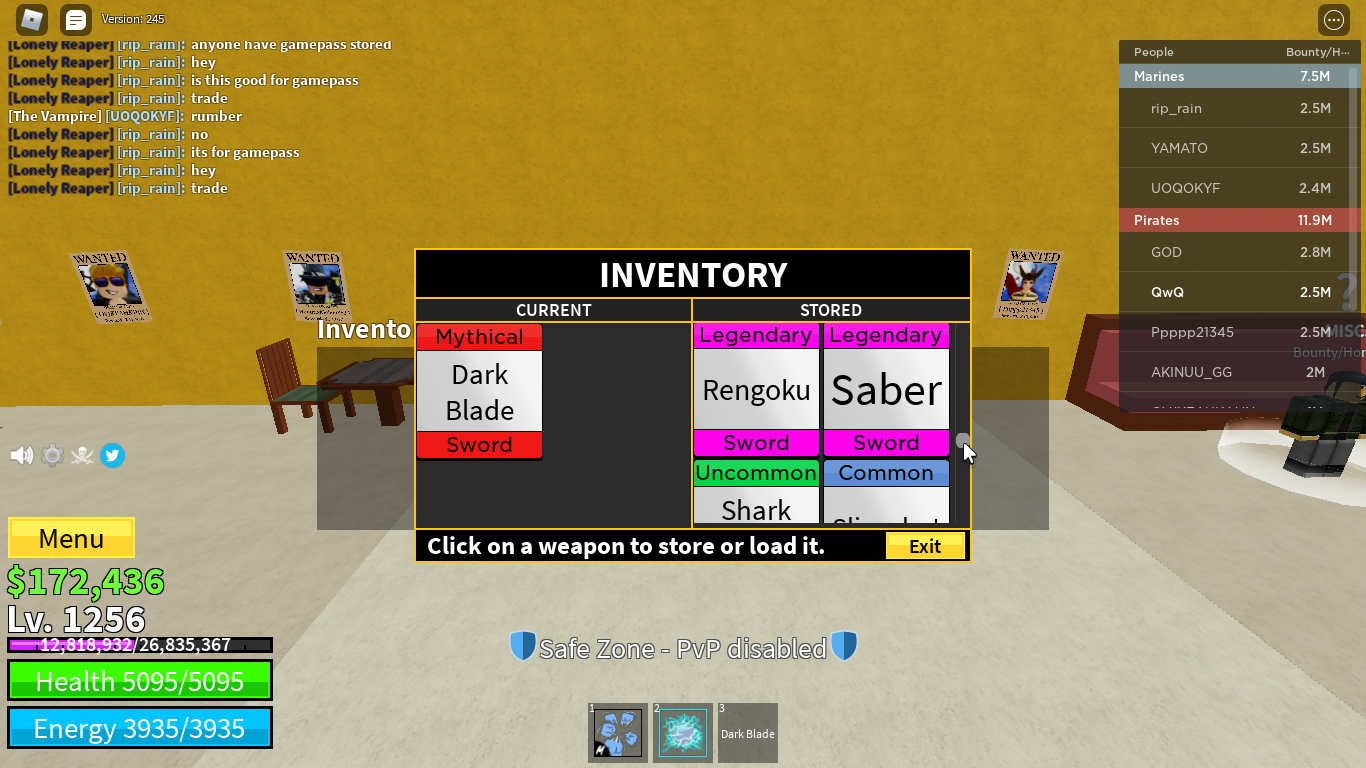 Version: 245
[Lonely Reaper] [rip_rain]: anyone have gamepass stored
[Lonely Reaper] [rip_rain]: hey
[Lonely Reaper] [rip_rain]: is this good for gamepass
[Lonely Reaper] [rip_rain]: trade
[The Vampire] [UOQOKYF]: rumber
[Lonely Reaper] [rip_rain]: no
[Lonely Reaper] [rip_rain]: its for gamepass
[Lonely Reaper] [rip_rain]: hey
[Lonely Reaper] [rip_rain]: trade
People Bounty/H···
Marines 7.5M
rip_rain 2.5M
YAMATO 2.5M
UOQOKYF 2.4M
Pirates 11.9M
GOD 2.8M
QwQ 2.5M
Ppppp21345 2.5M
AKINUU_GG 2M
?
MISC
Bounty/Hor
WANTED
WANTED
WANTED
Invento
INVENTORY
CURRENT STORED
Mythical
Dark
Blade
Sword
Legendary Legendary
Rengoku Saber
Sword Sword
Uncommon Common
Shark
Click on a weapon to store or load it. Exit
Menu
$172,436
Lv. 1256
12,818,932/26,835,367
Health 5095/5095
Energy 3935/3935
Safe Zone - PvP disabled
1 2 3
Dark Blade